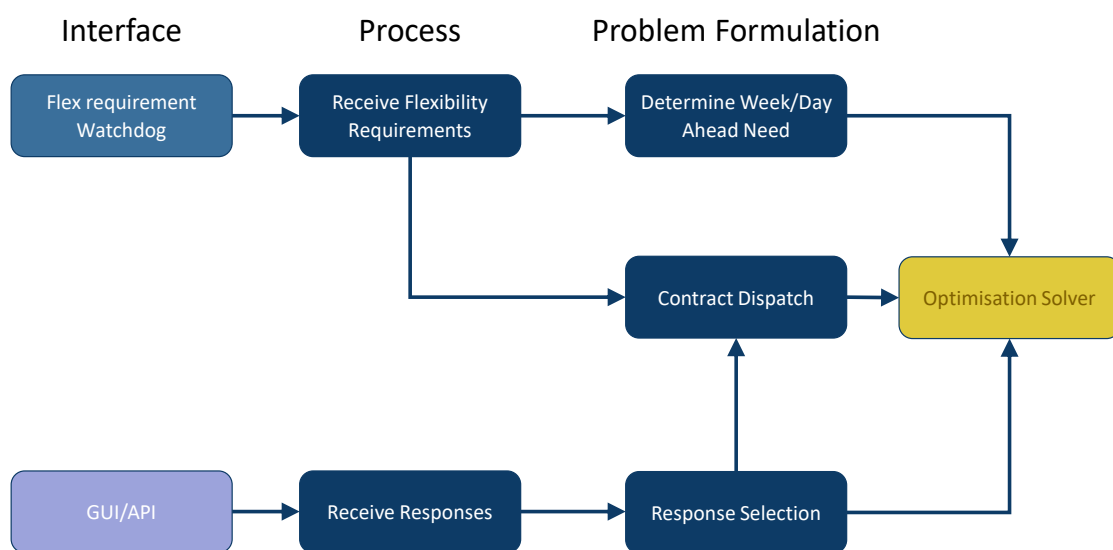 Interface
Process
Problem Formulation
Flex requirement
Watchdog
Receive Flexibility
Requirements
Determine Week/Day
Ahead Need
Contract Dispatch
Optimisation Solver
GUI/API
Receive Responses
Response Selection